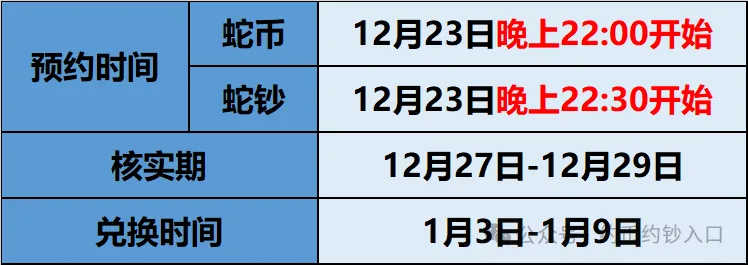 预约时间
蛇币
12月23日晚上22:00开始
蛇钞
12月23日晚上22:30开始
核实期
12月27日-12月29日
兑换时间
1月3日-1月9日
公众号
约钞入口